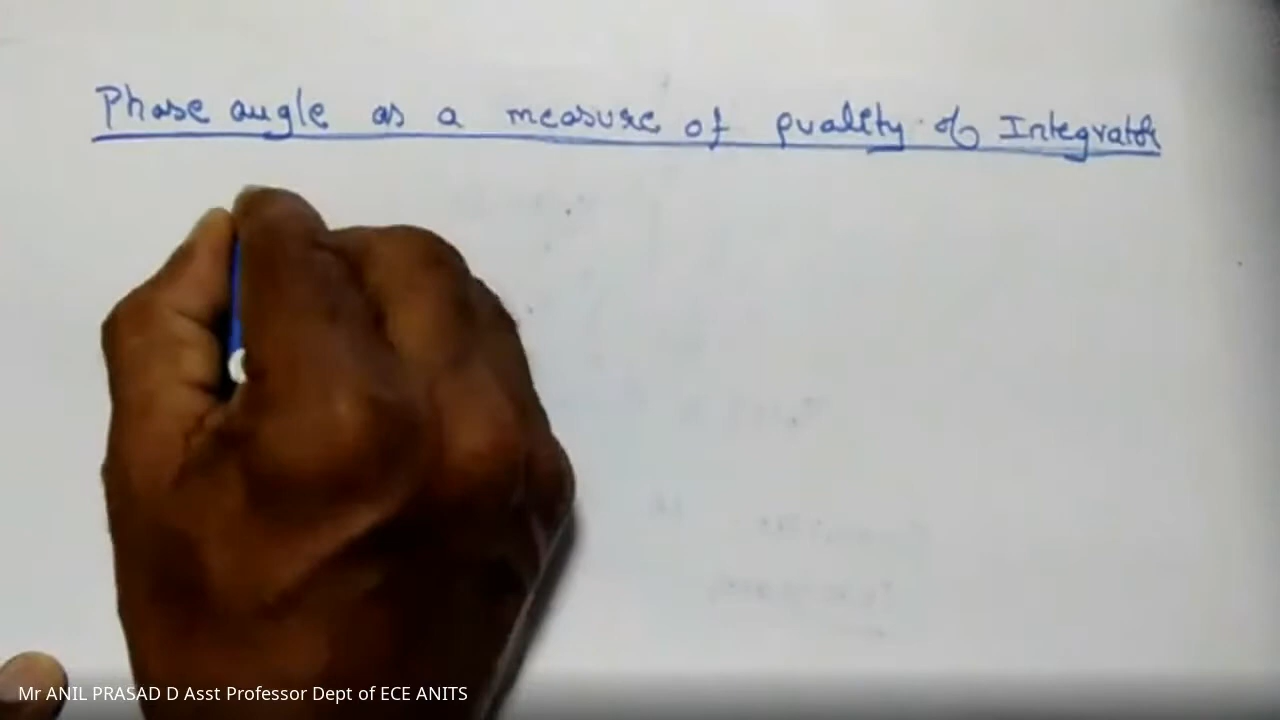 Phase angle as a measure of quality of Integrator
Mr ANIL PRASAD D Asst Professor Dept of ECE ANITS